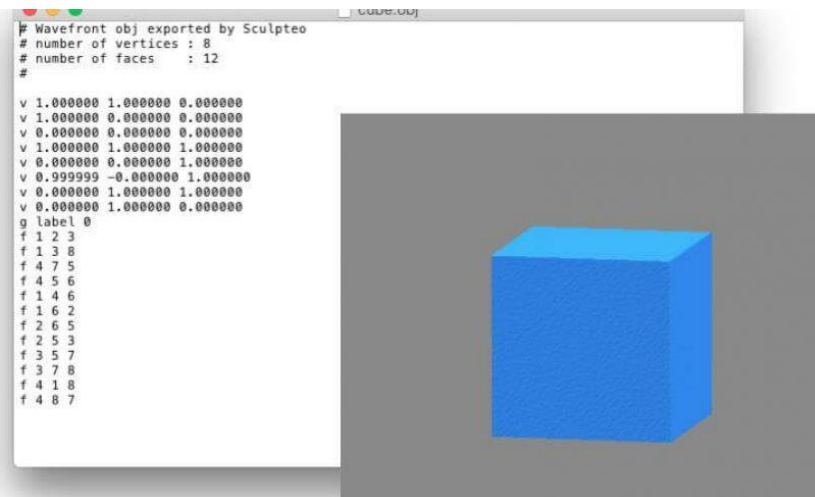 cube.obj
# Wavefront obj exported by Sculpteo
# number of vertices : 8
# number of faces    : 12
#
v 1.000000 1.000000 0.000000
v 1.000000 0.000000 0.000000
v 0.000000 0.000000 0.000000
v 1.000000 1.000000 1.000000
v 0.000000 0.000000 1.000000
v 0.999999 -0.000000 1.000000
v 0.000000 1.000000 1.000000
v 0.000000 1.000000 0.000000
g label 0
f 1 2 3
f 1 3 8
f 4 7 5
f 4 5 6
f 1 4 6
f 1 6 2
f 2 6 5
f 2 5 3
f 3 5 7
f 3 7 8
f 4 1 8
f 4 8 7